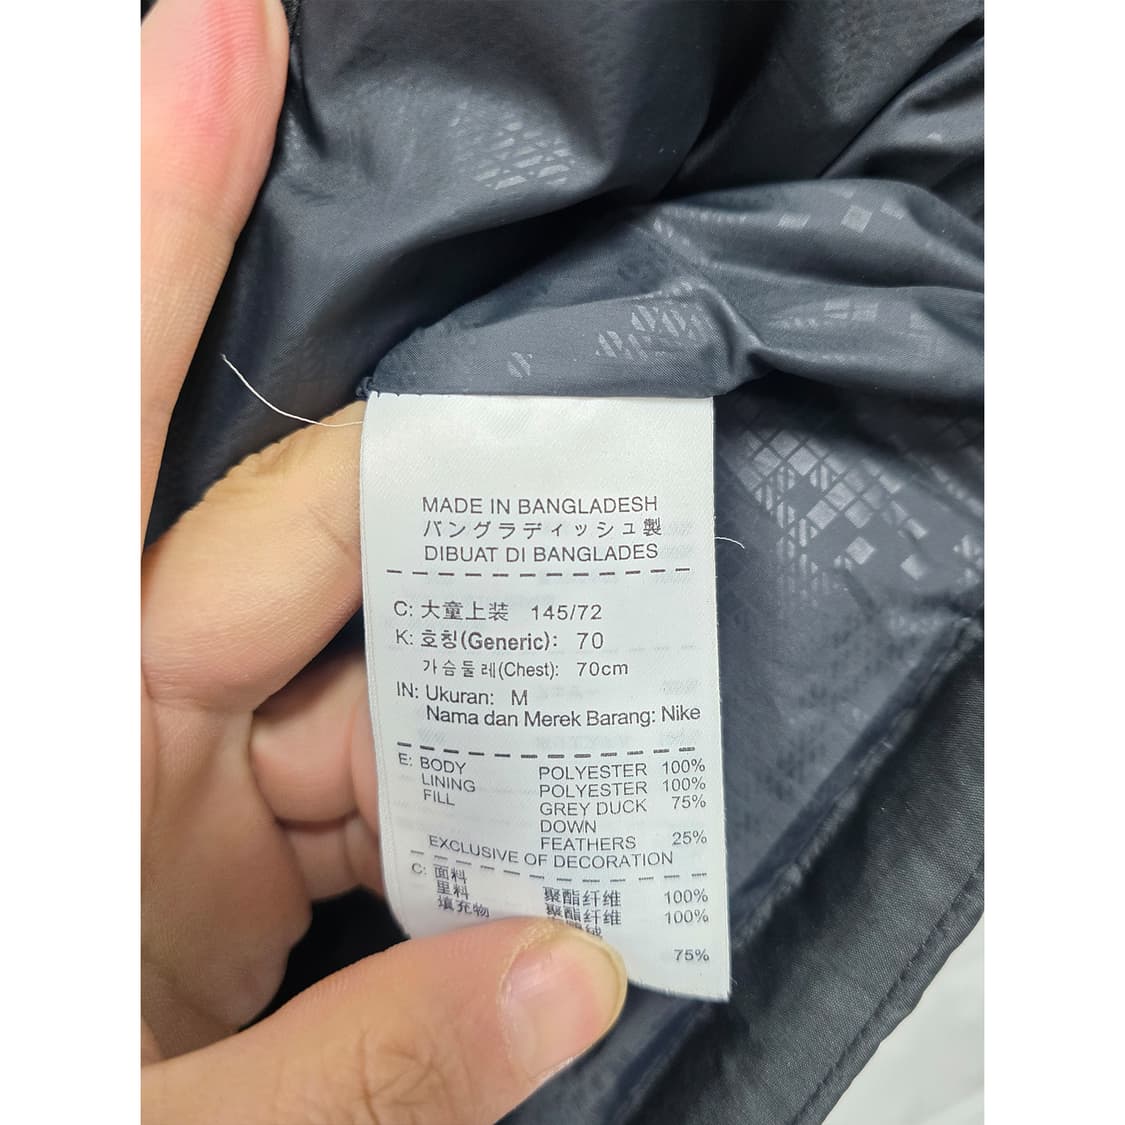 MADE IN BANGLADESH
バングラディッシュ製
DIBUAT DI BANGLADES
C: 大童上装 145/72
K: 호칭(Generic): 70
가슴둘레(Chest): 70cm
IN: Ukuran: M
Nama dan Merek Barang: Nike
E: BODY POLYESTER 100%
LINING POLYESTER 100%
FILL GREY DUCK 75%
DOWN
FEATHERS 25%
EXCLUSIVE OF DECORATION
C: 面料 聚酯纤维 100%
里料 聚酯纤维 100%
填充物
75%